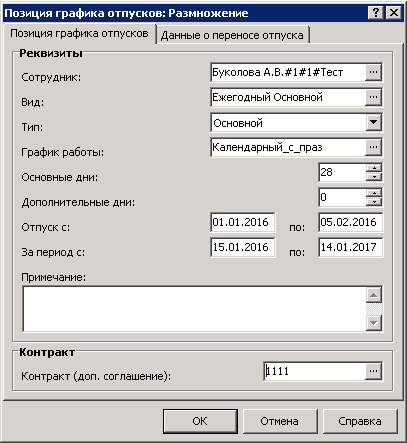 Позиция графика отпусков: Размножение
Позиция графика отпусков Данные о переносе отпуска
Реквизиты
Сотрудник: Буколова А.В.#1#1#Тест ...
Вид: Ежегодный Основной ...
Тип: Основной
График работы: Календарный_с_праз ...
Основные дни: 28
Дополнительные дни: 0
Отпуск с: 01.01.2016 по: 05.02.2016
За период с: 15.01.2016 по: 14.01.2017
Примечание:
Контракт
Контракт (доп. соглашение): 1111 ...
ОК Отмена Справка